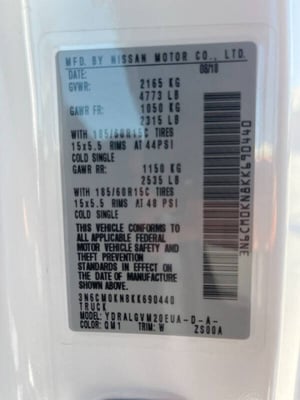 MFD. BY NISSAN MOTOR CO., LTD.
DATE: 09/18
GVWR: 2165 KG
4773 LB
GAWR FR: 1050 KG
2315 LB
WITH 185/60R15C TIRES
15x5.5 RIMS AT 44PSI
COLD SINGLE
GAWR RR: 1150 KG
2535 LB
WITH 185/60R15C TIRES
15x5.5 RIMS AT 48 PSI
COLD SINGLE
THIS VEHICLE CONFORMS TO
ALL APPLICABLE FEDERAL
MOTOR VEHICLE SAFETY AND
THEFT PREVENTION
STANDARDS IN EFFECT ON
THE DATE OF MANUFACTURE
SHOWN ABOVE.
3N6CM0KN8KK690440
TRUCK
MODEL: YDRALGVM20EUA-D-A-
COLOR: QM1 TRIM: W ZS00A
3N6CM0KN8KK690440